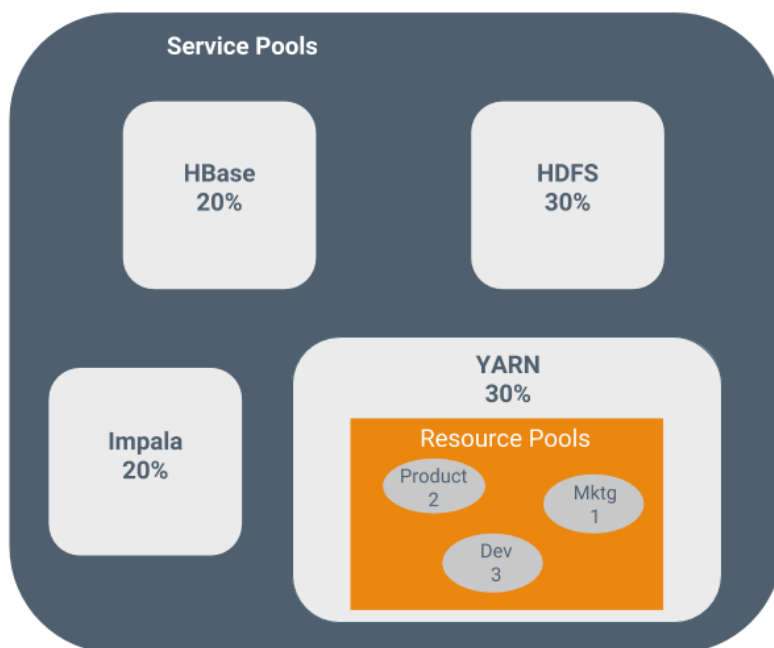 Service Pools
HBase
20%
HDFS
30%
Impala
20%
YARN
30%
Resource Pools
Product
2
Mktg
1
Dev
3